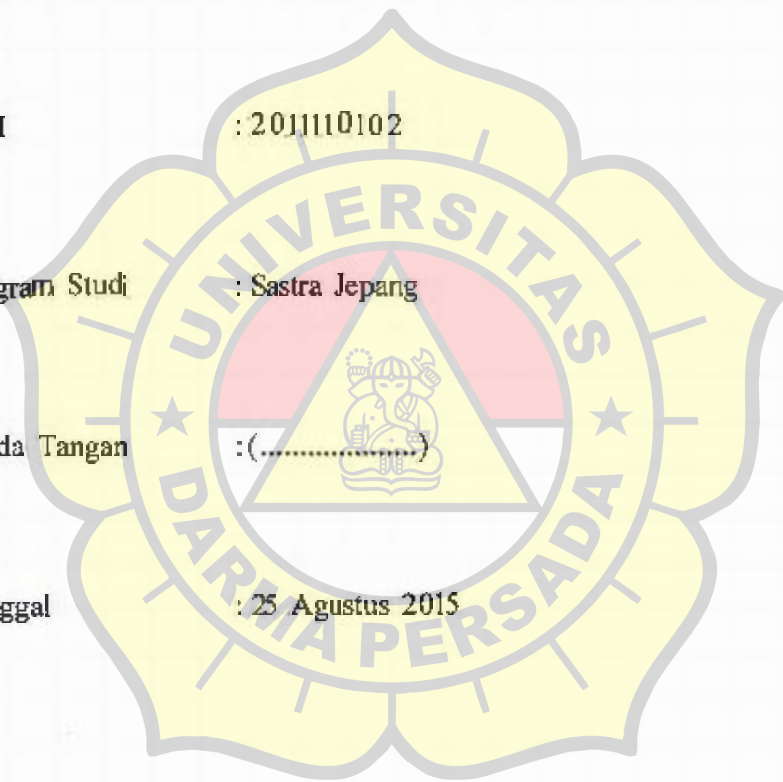 I : 2011110102
UNIVERSITAS
gram Studi : Sastra Jepang
da Tangan : (....................)
DARMA PERSADA
ggal : 25 Agustus 2015